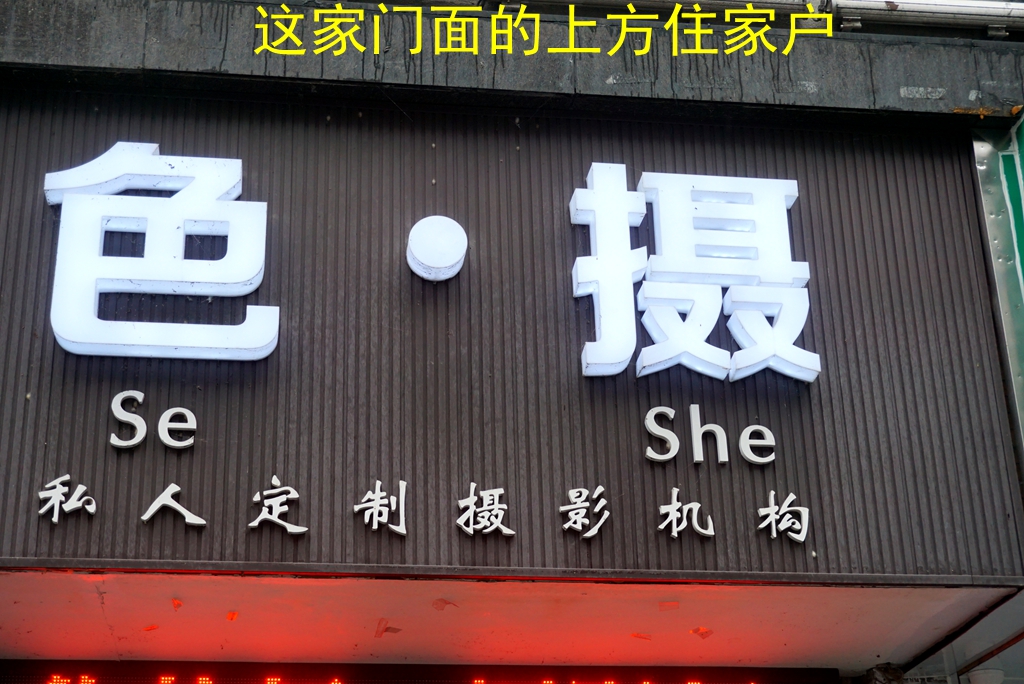 这家门面的上方住家户
色·摄
Se She
私人定制摄影机构